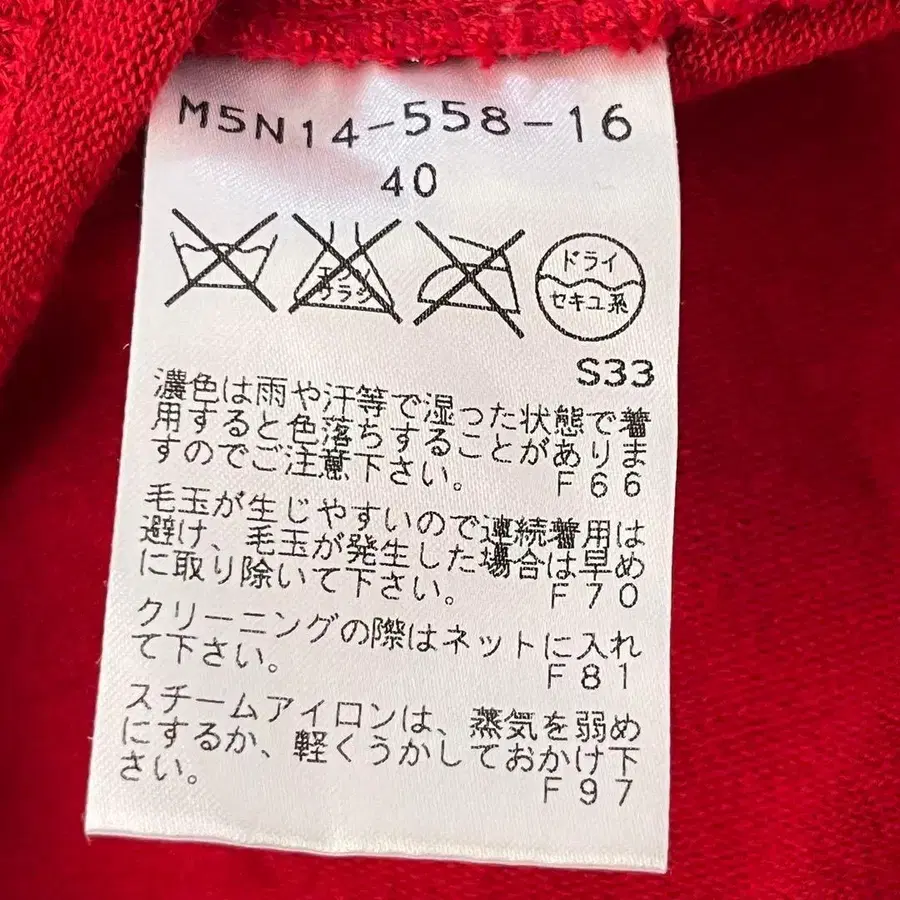 M5N14-558-16
40
エンソ
サラシ
ドライ
セキユ系
S33
濃色は雨や汗等で湿った状態で着
用すると色落ちすることがありま
すのでご注意下さい。 F66
毛玉が生じやすいので連続着用は
避け、毛玉が発生した場合は早め
に取り除いて下さい。 F70
クリーニングの際はネットに入れ
て下さい。 F81
スチームアイロンは、蒸気を弱め
にするか、軽くうかしておかけ下
さい。 F97